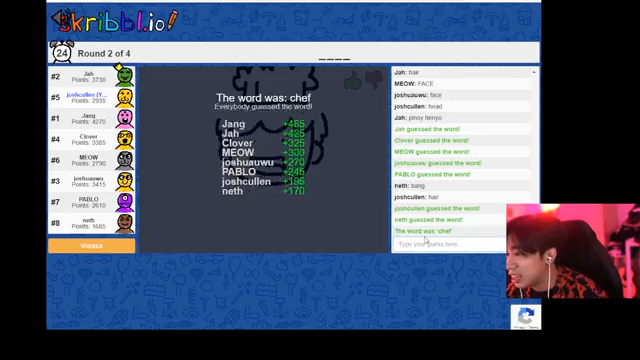 skribbl.io!
24
Round 2 of 4
_ _ _ _
#2
Jah
Points: 3730
#5
joshcullen (Y...
Points: 2935
#1
Jang
Points: 4270
#4
Clover
Points: 3385
#6
MEOW
Points: 2790
#3
joshuauwu
Points: 3415
#7
PABLO
Points: 2610
#8
neth
Points: 1690
Votekick
The word was: chef
Everybody guessed the word!
Jang +485
Jah +425
Clover +325
MEOW +300
joshuauwu +270
PABLO +245
joshcullen +195
neth +170
Jah: hair
MEOW: FACE
joshuauwu: face
joshcullen: head
Jah: pinoy henyo
Jah guessed the word!
Clover guessed the word!
MEOW guessed the word!
joshuauwu guessed the word!
PABLO guessed the word!
neth: bang
joshcullen: hair
joshcullen guessed the word!
neth guessed the word!
The word was 'chef'
Type your guess here...
Privacy - Terms